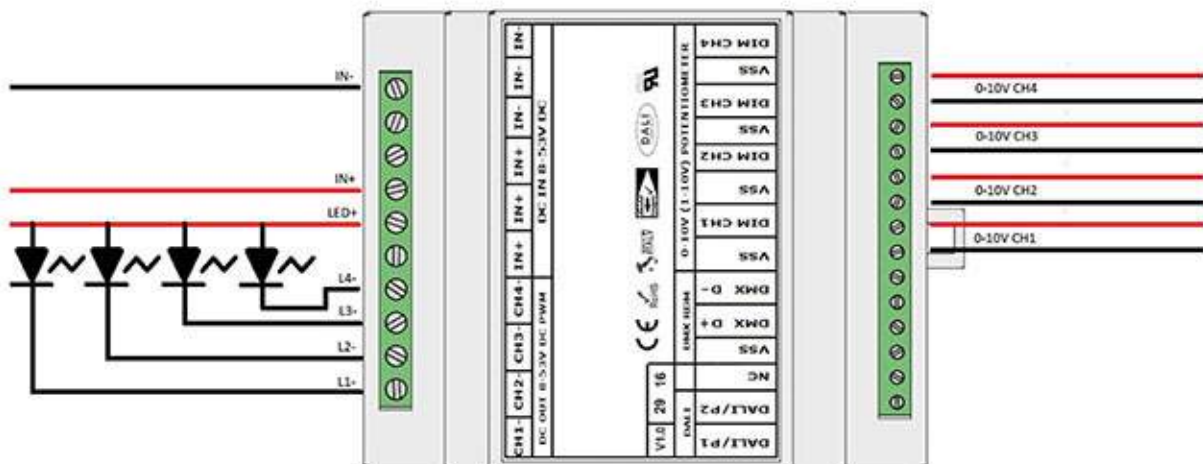 IN-
IN+
LED+
L4-
L3-
L2-
L1-
IN-
IN-
IN-
IN+
IN+
IN+
CH4-
CH3-
CH2-
CH1-
DC IN 8-53V DC
DC OUT 8-53V DC PWM
DALI
CE
RoHS
V1.0
29
16
0-10V (1-10V) POTENTIOMETER
DMX RDM
DALI
DIM CH4
VSS
DIM CH3
VSS
DIM CH2
VSS
DIM CH1
VSS
DMX D-
DMX D+
VSS
NC
DALI/P2
DALI/P1
0-10V CH4
0-10V CH3
0-10V CH2
0-10V CH1